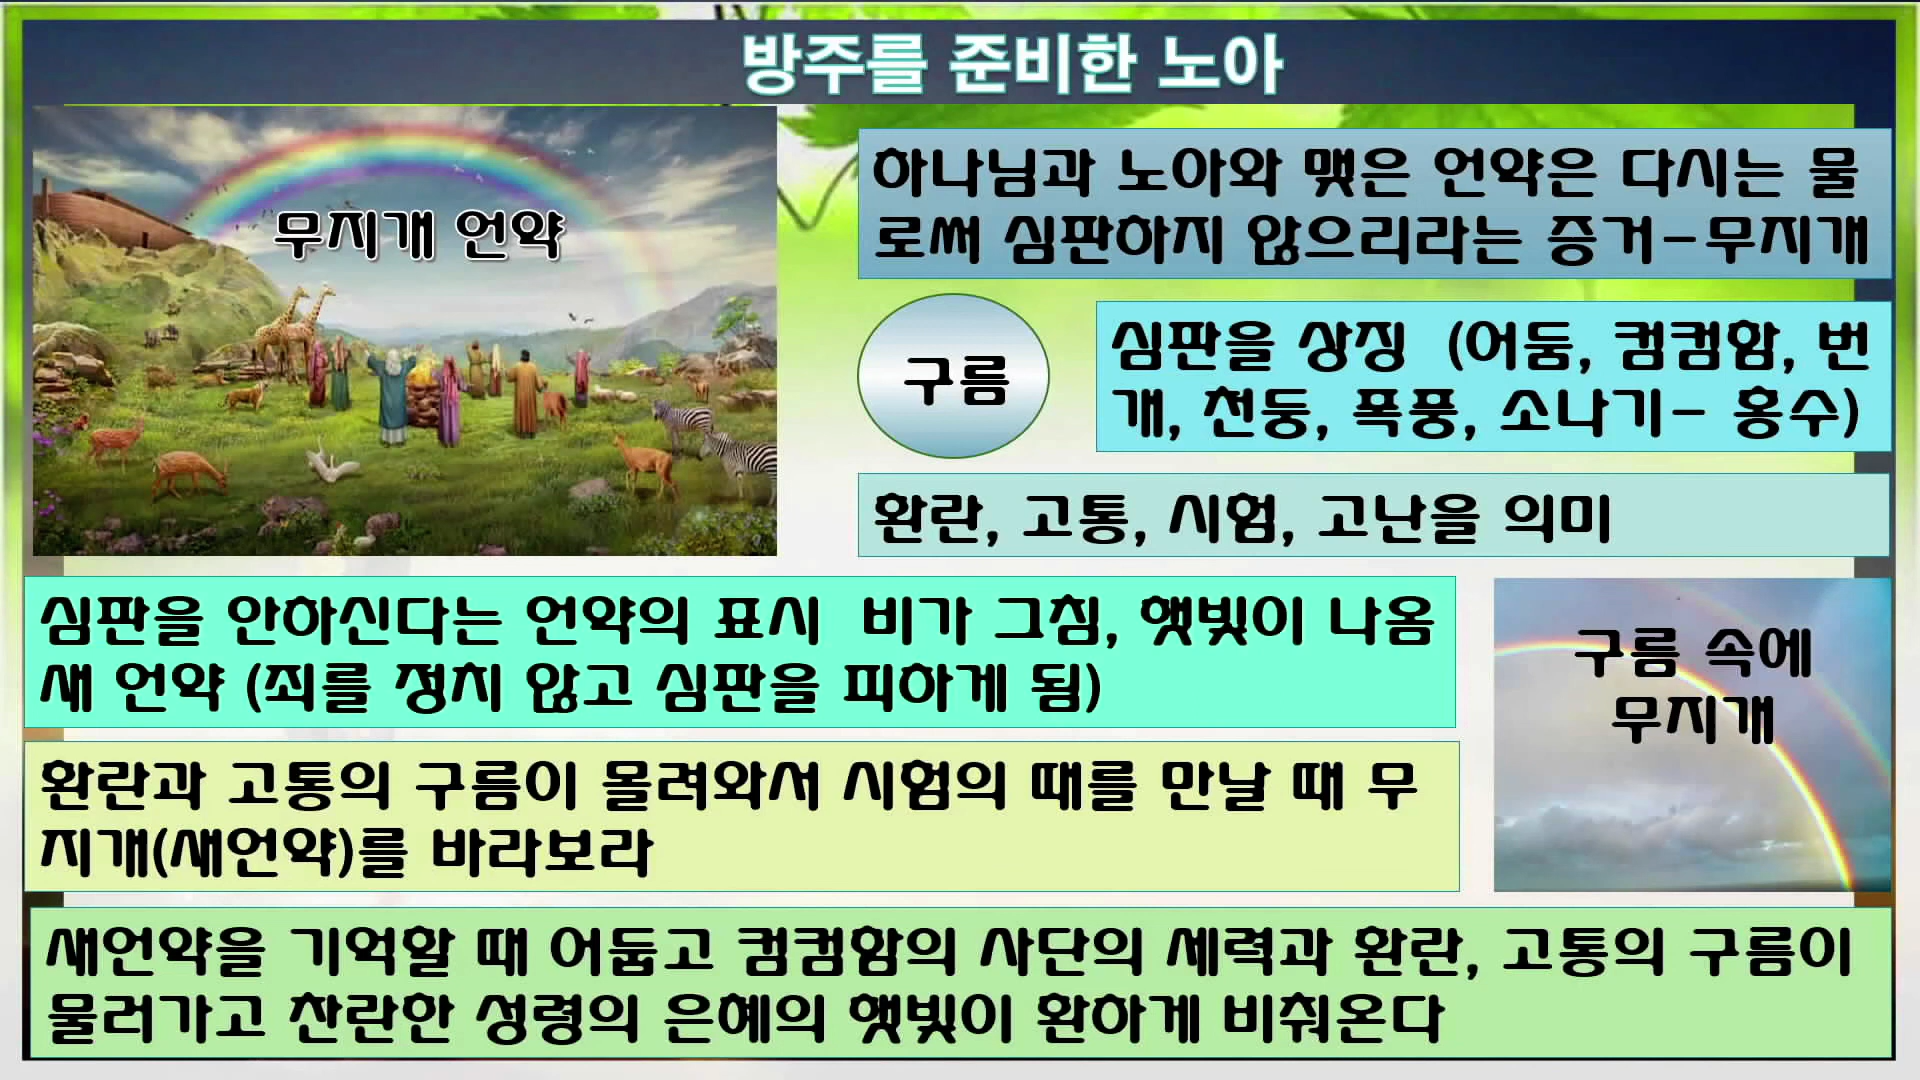 방주를 준비한 노아
무지개 언약
하나님과 노아와 맺은 언약은 다시는 물
로써 심판하지 않으리라는 증거-무지개
구름
심판을 상징 (어둠, 컴컴함, 번
개, 천둥, 폭풍, 소나기- 홍수)
환란, 고통, 시험, 고난을 의미
심판을 안하신다는 언약의 표시 비가 그침, 햇빛이 나옴
새 언약 (죄를 정치 않고 심판을 피하게 됨)
구름 속에
무지개
환란과 고통의 구름이 몰려와서 시험의 때를 만날 때 무
지개(새언약)를 바라보라
새언약을 기억할 때 어둡고 컴컴함의 사단의 세력과 환란, 고통의 구름이
물러가고 찬란한 성령의 은혜의 햇빛이 환하게 비춰온다